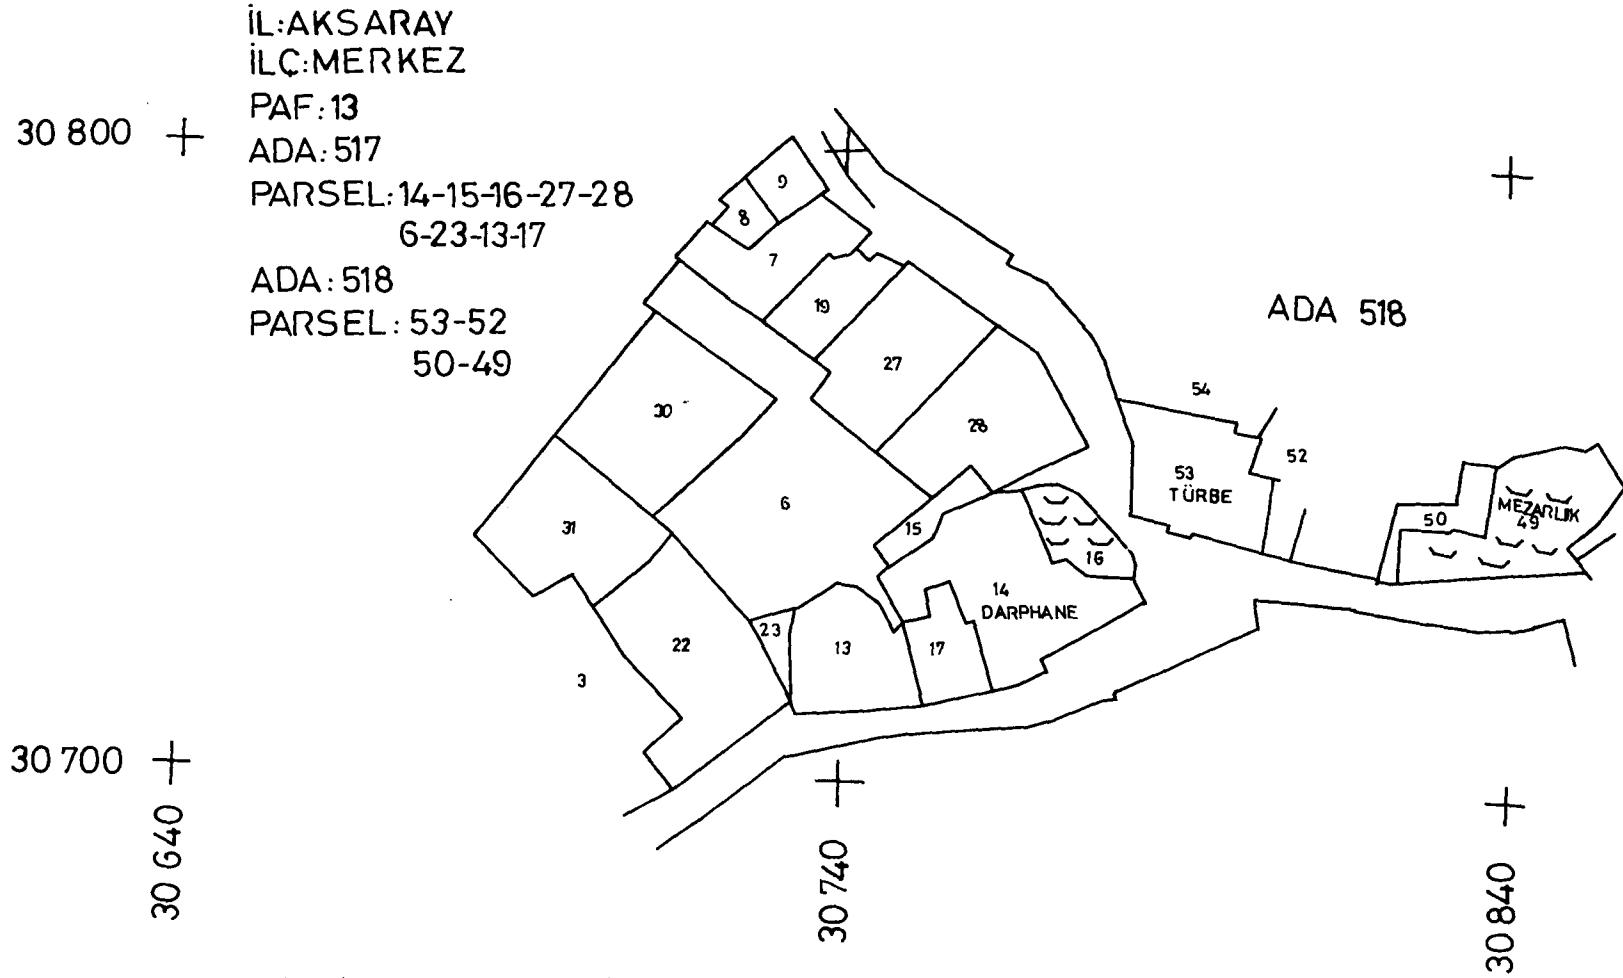 İL:AKSARAY
İLÇ:MERKEZ
PAF:13
ADA:517
PARSEL:14-15-16-27-28
6-23-13-17
ADA:518
PARSEL:53-52
50-49
30 800
9
8
7
19
27
28
30
31
6
15
16
14
DARPHANE
17
13
23
22
3
ADA 518
54
53
TÜRBE
52
50
MEZARLIK
49
30 700
30 640
30 740
30 840